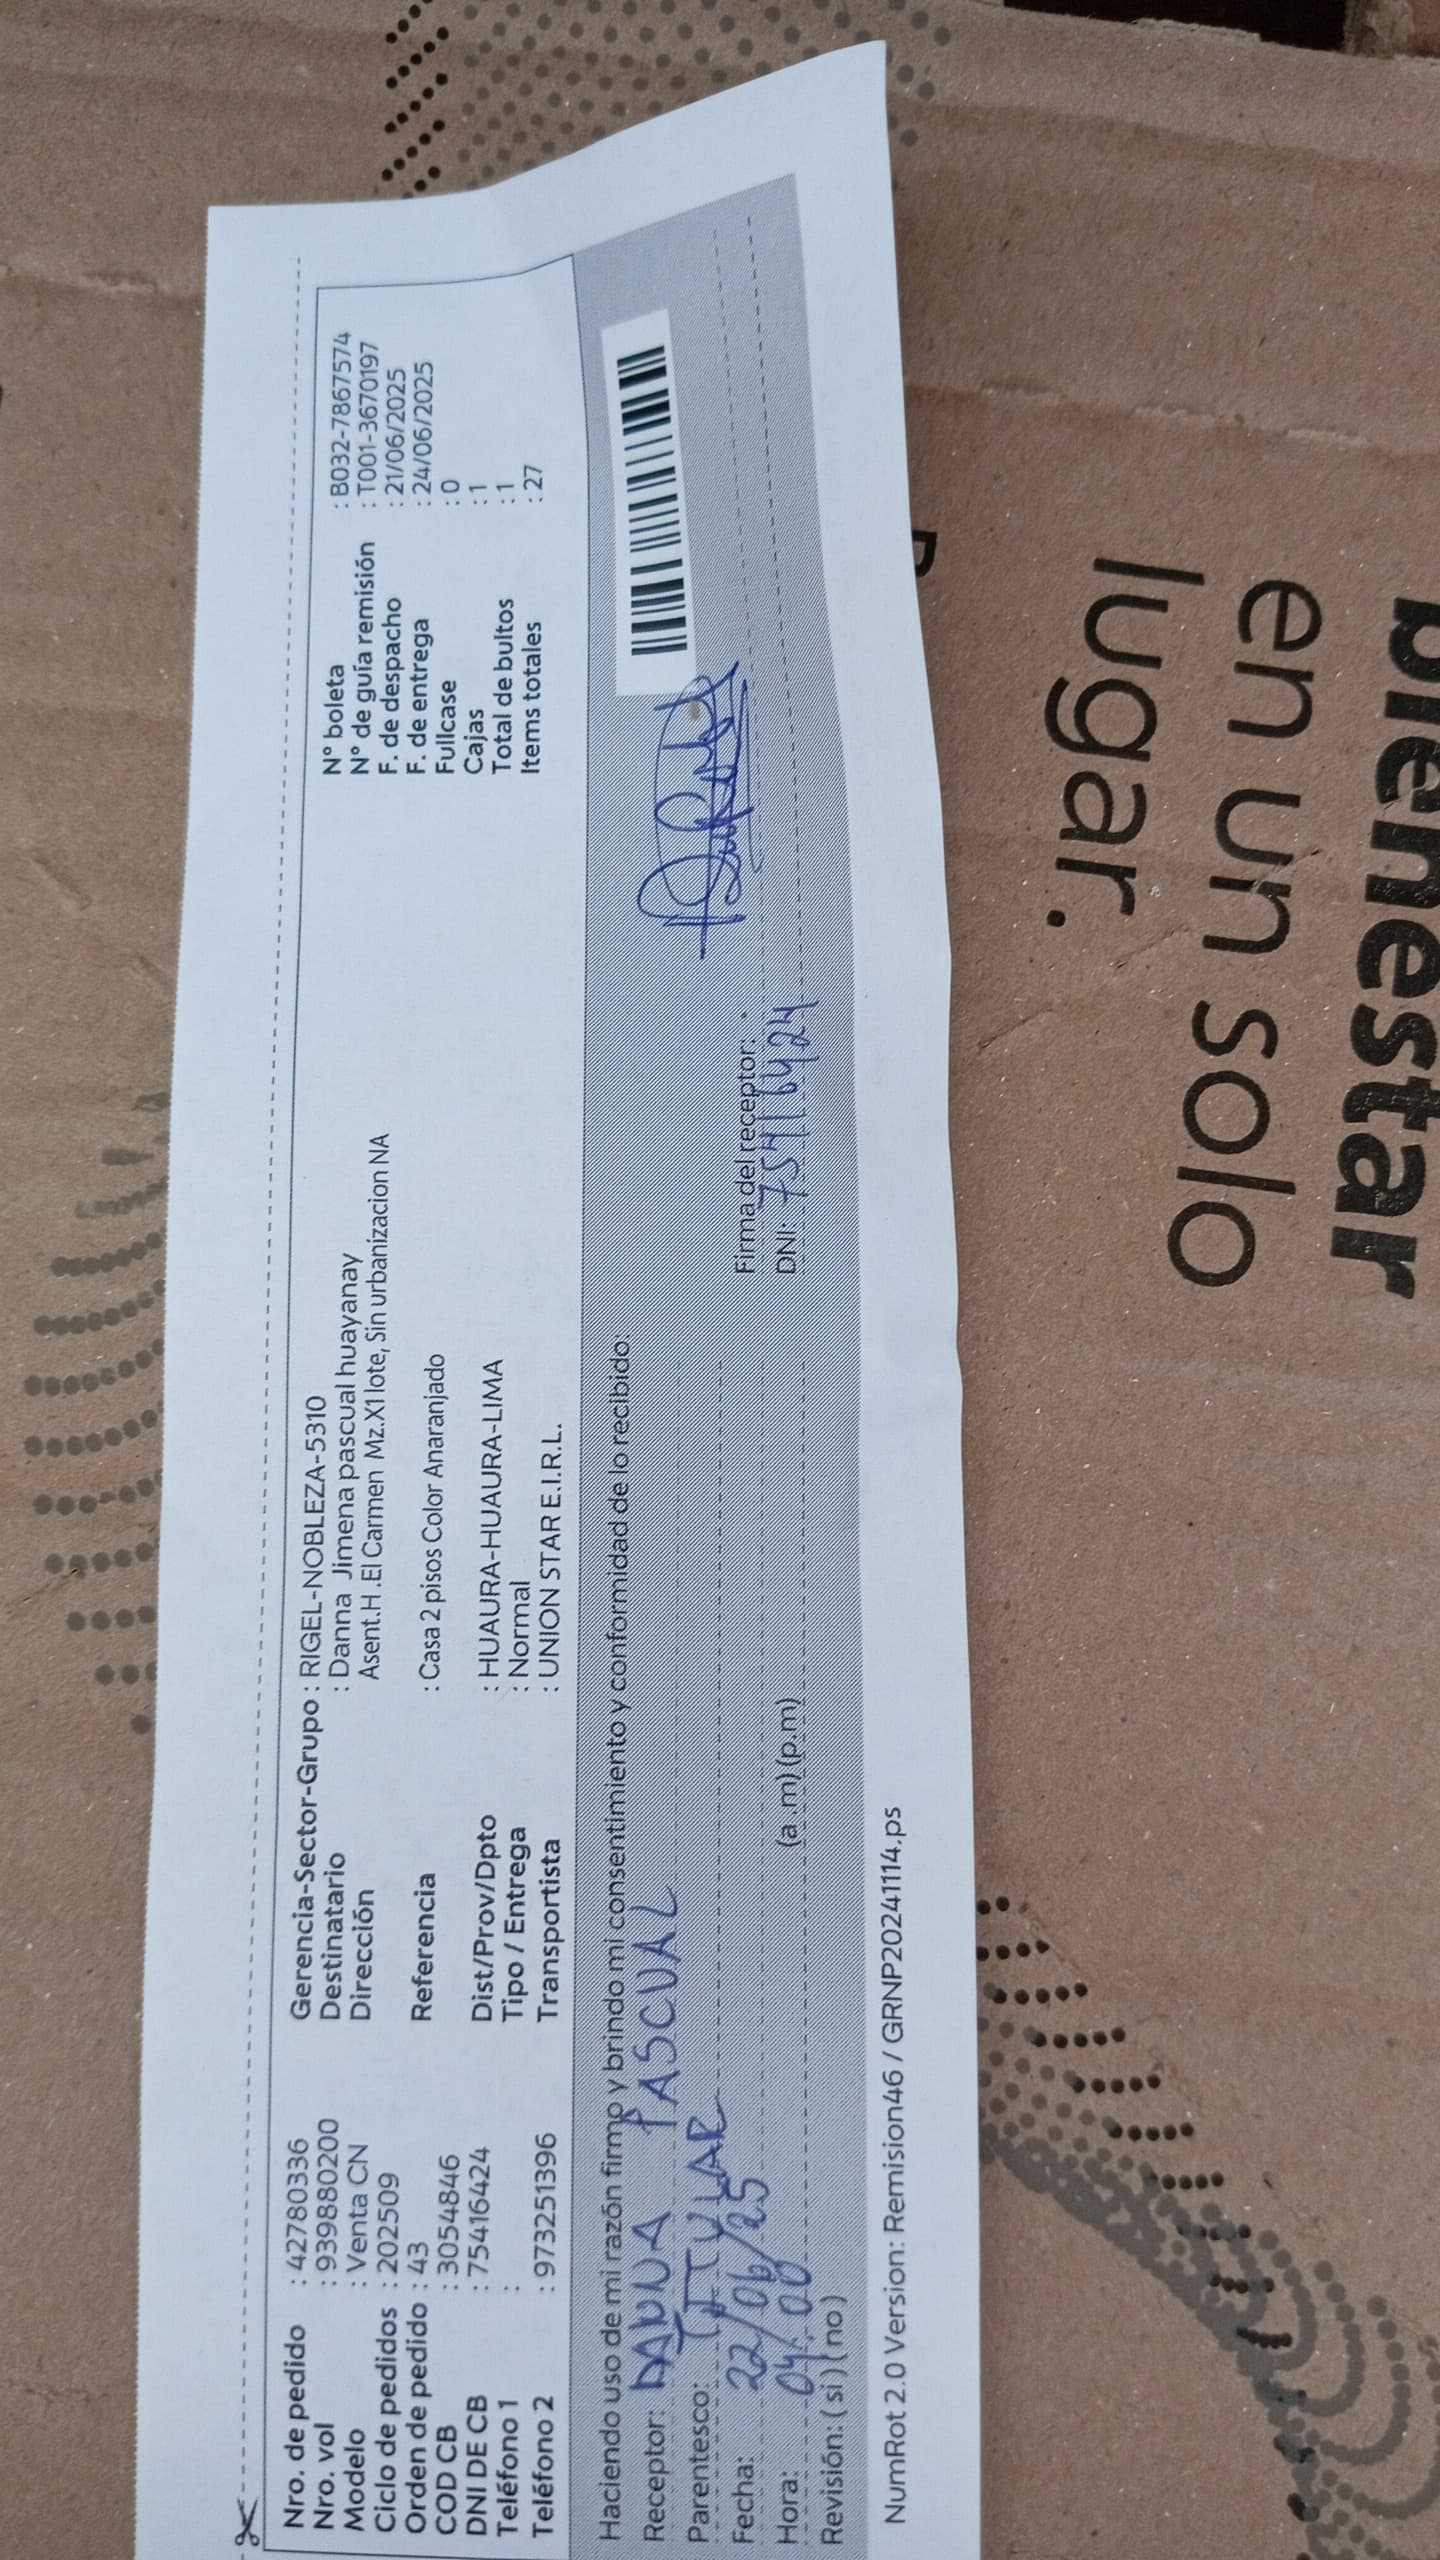 Nro. de pedido : 42780336
Nro. vol : 9398880200
Modelo : Venta CN
Ciclo de pedidos : 202509
Orden de pedido : 43
COD CB : 30548846
DNI DE CB : 75416424
Teléfono 1 :
Teléfono 2 : 973251396
Gerencia-Sector-Grupo : RIGEL-NOBLEZA-5310
Destinatario : Danna Jimena pascual huayanay
Dirección Asent.H .El Carmen Mz.X1 lote, Sin urbanizacion NA
Referencia : Casa 2 pisos Color Anaranjado
Dist/Prov/Dpto : HUAURA-HUAURA-LIMA
Tipo / Entrega : Normal
Transportista : UNION STAR E.I.R.L.
N° boleta : B032-7867574
N° de guía remisión : T001-3670197
F. de despacho : 21/06/2025
F. de entrega : 24/06/2025
Fullcase : 0
Cajas : 1
Total de bultos : 1
Items totales : 27
Haciendo uso de mi razón firmo y brindo mi consentimiento y conformidad de lo recibido:
Receptor: DANNA PASCUAL
Parentesco: TITULAR
Fecha: 22/06/25
Hora: 04:00 (a .m) (p.m)
Revisión: ( si ) ( no )
Firma del receptor:
DNI: 75416424
NumRot 2.0 Version: Remision46 / GRNP20241114.ps
bienestar
en un solo
lugar.